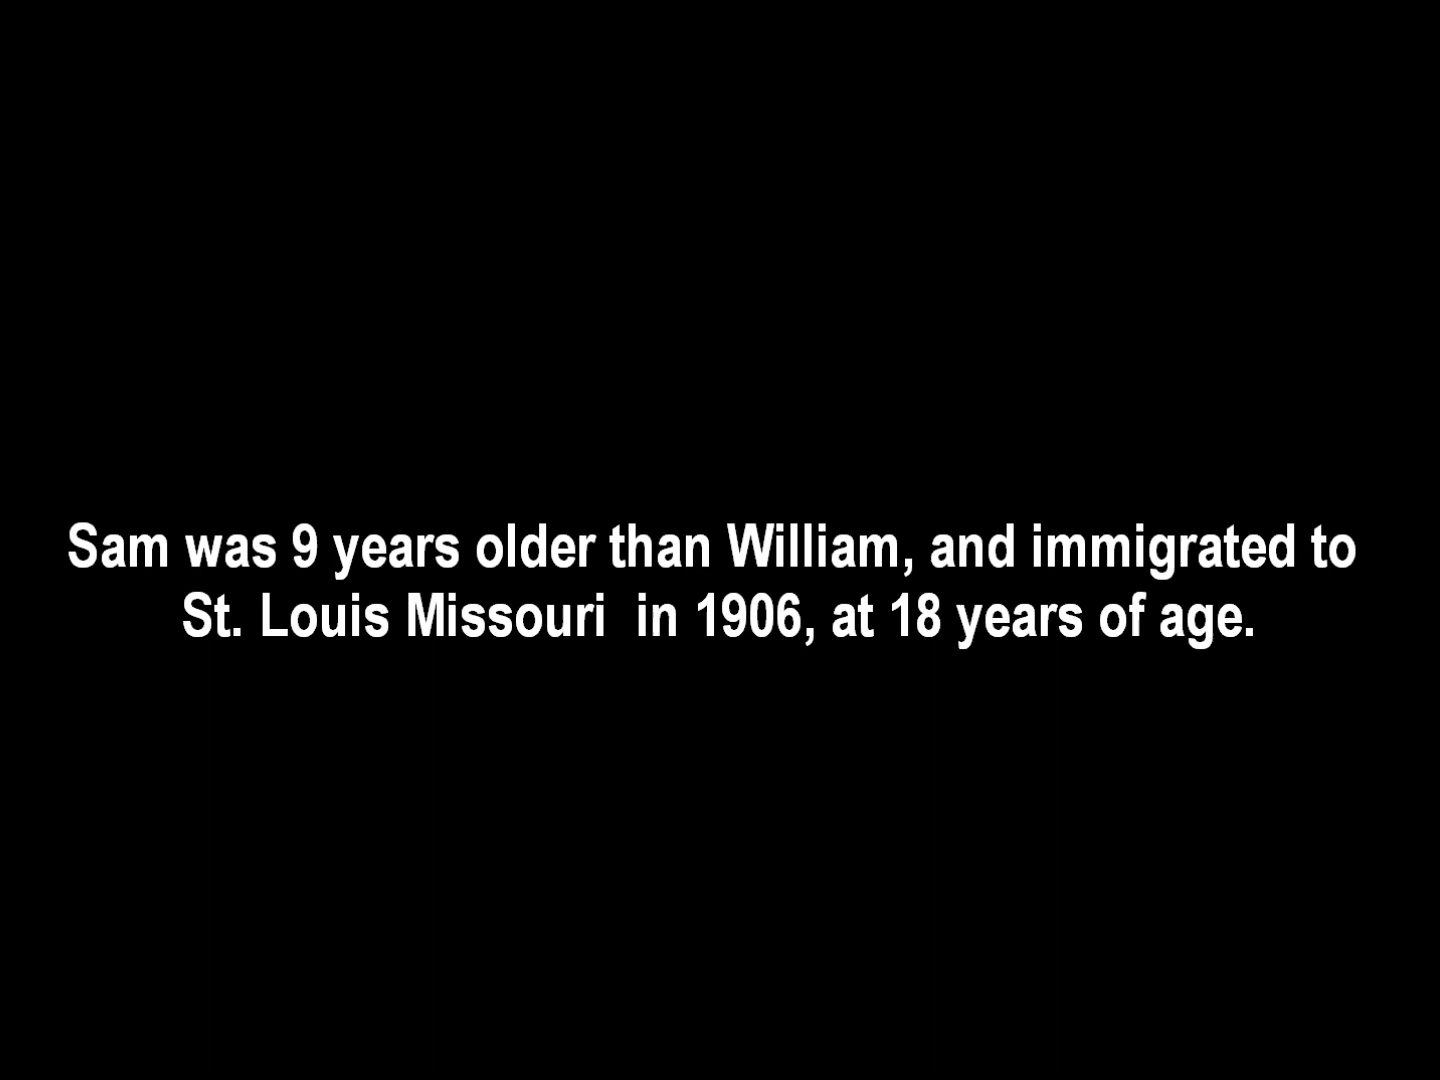 Sam was 9 years older than William, and immigrated to
St. Louis Missouri  in 1906, at 18 years of age.